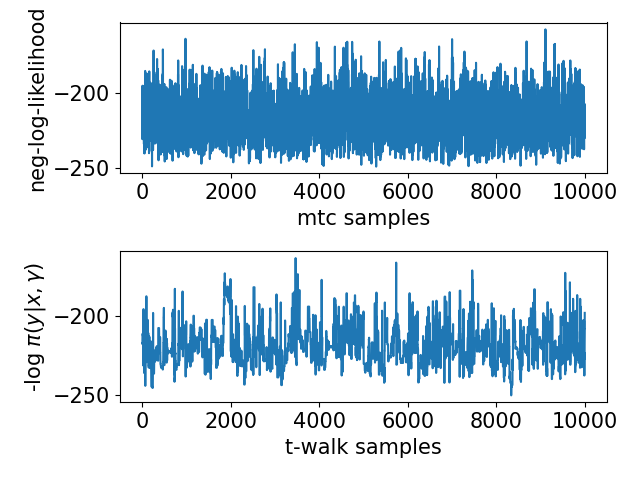 neg-log-likelihood
−200
−250
0 2000 4000 6000 8000 10000
mtc samples
-log π(y|x, γ)
−200
−250
0 2000 4000 6000 8000 10000
t-walk samples